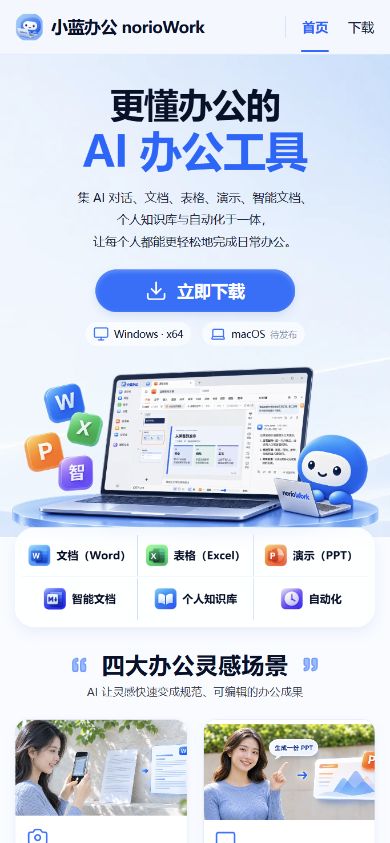 小蓝办公 norioWork
首页
下载
更懂办公的
AI 办公工具
集 AI 对话、文档、表格、演示、智能文档、
个人知识库与自动化于一体，
让每个人都能更轻松地完成日常办公。
立即下载
Windows · x64
macOS 待发布
W
X
P
智
norioWork
文档（Word）
表格（Excel）
演示（PPT）
智能文档
个人知识库
自动化
“ 四大办公灵感场景 ”
AI 让灵感快速变成规范、可编辑的办公成果
生成一份 PPT